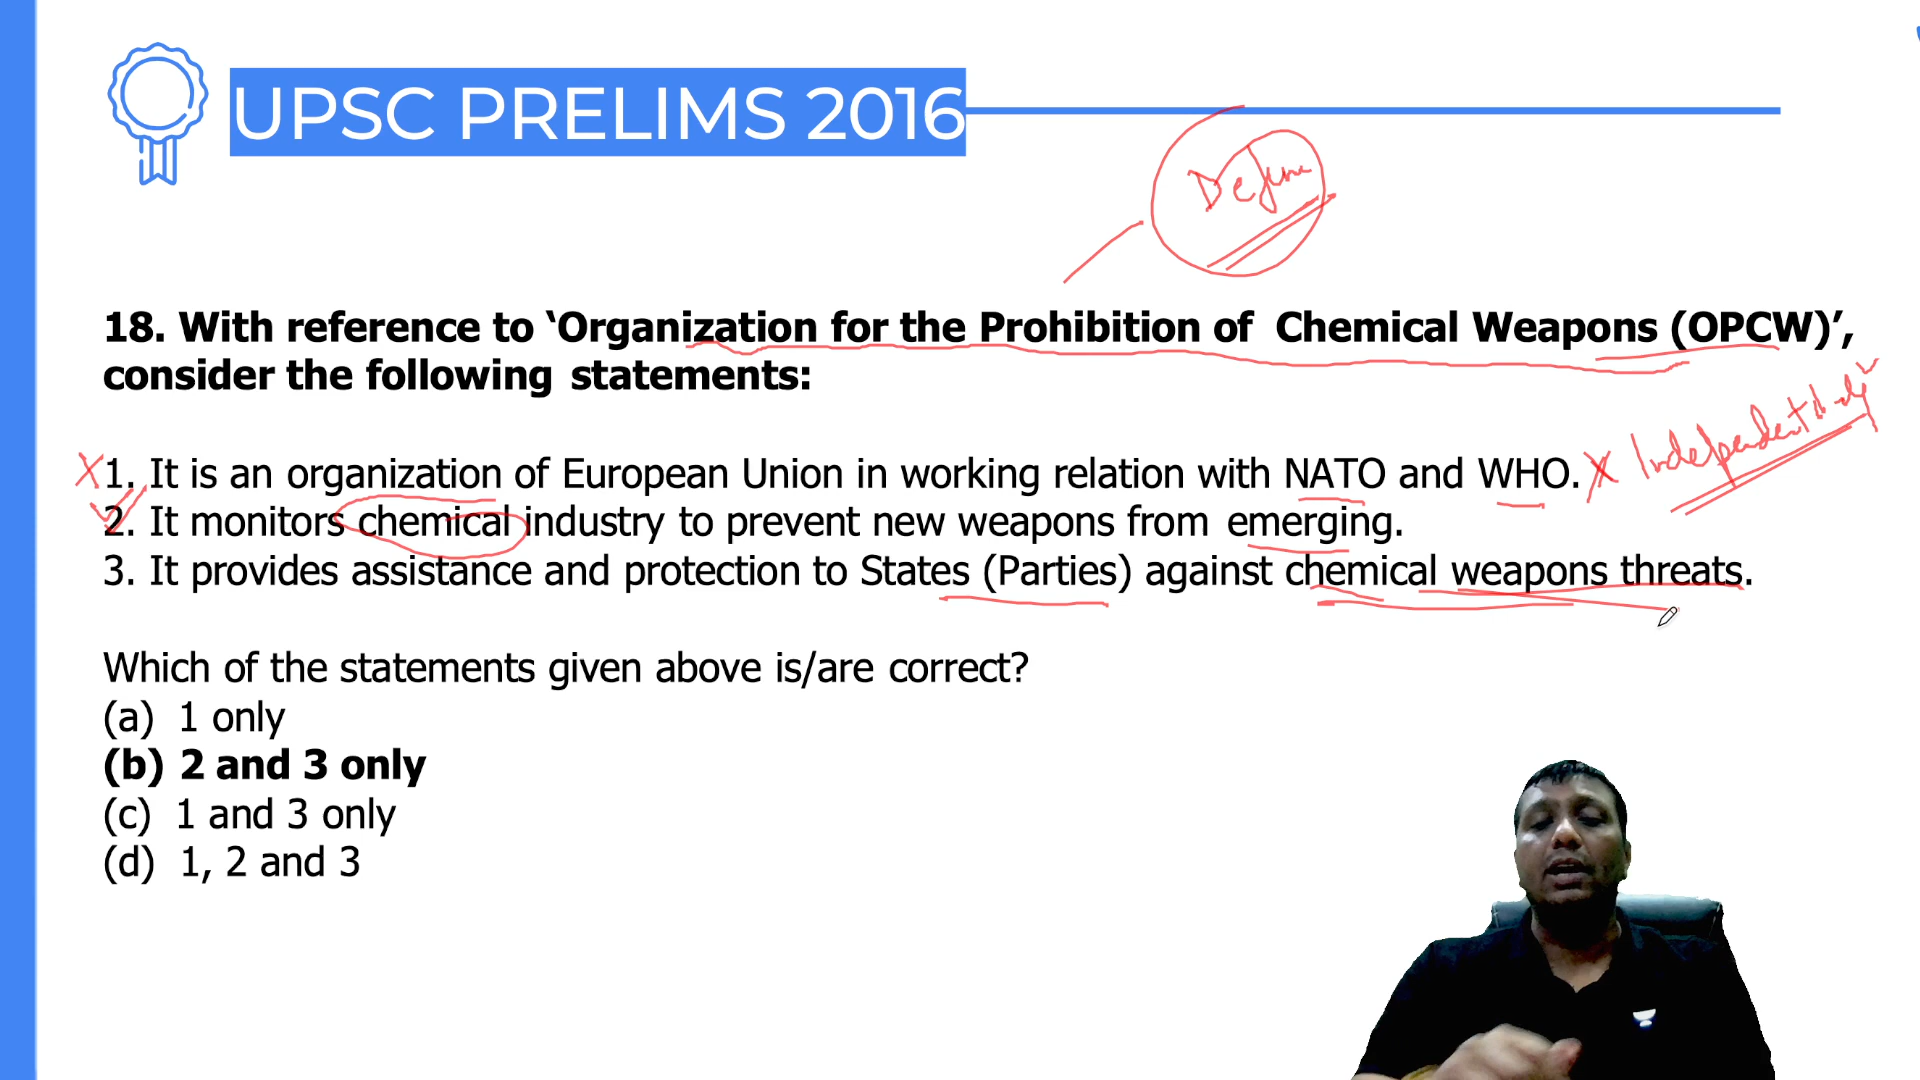 UPSC PRELIMS 2016
Define
18. With reference to ‘Organization for the Prohibition of Chemical Weapons (OPCW)’,
consider the following statements:
Independent body
1. It is an organization of European Union in working relation with NATO and WHO.
2. It monitors chemical industry to prevent new weapons from emerging.
3. It provides assistance and protection to States (Parties) against chemical weapons threats.
Which of the statements given above is/are correct?
(a) 1 only
(b) 2 and 3 only
(c) 1 and 3 only
(d) 1, 2 and 3